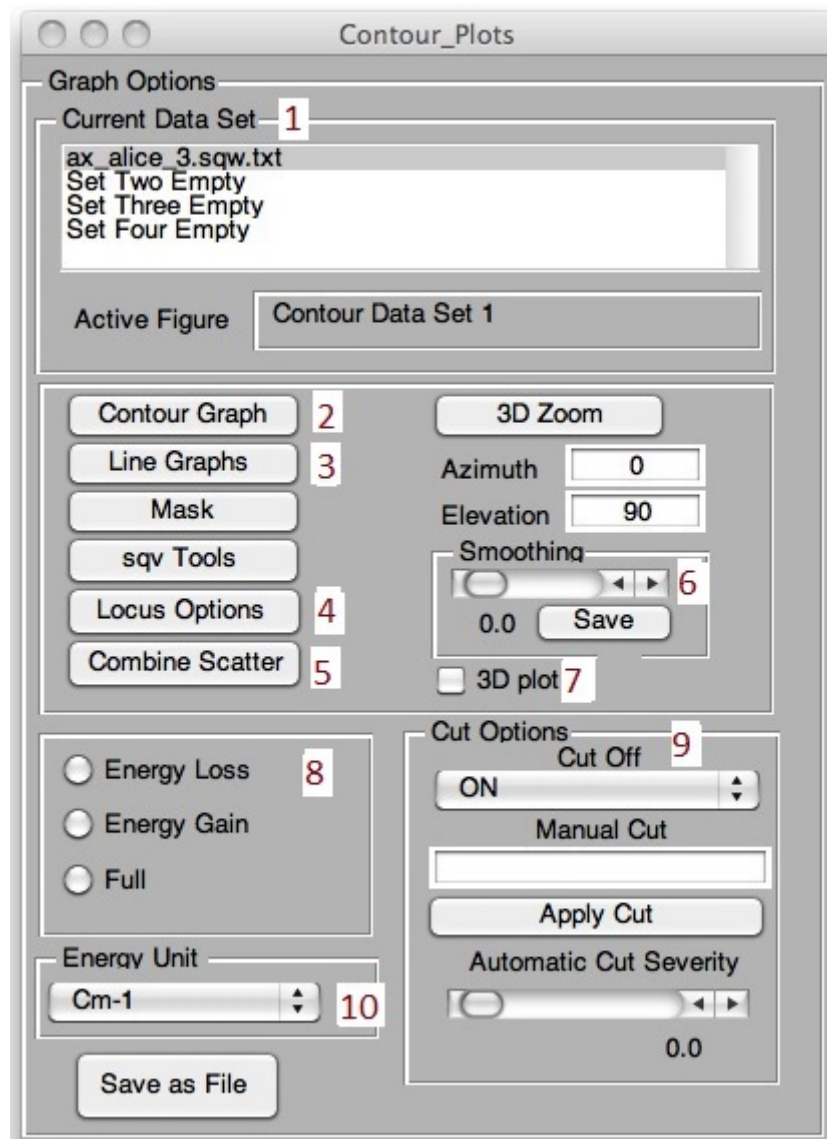 Contour_Plots
Graph Options
Current Data Set 1
ax_alice_3.sqw.txt
Set Two Empty
Set Three Empty
Set Four Empty
Active Figure Contour Data Set 1
Contour Graph 2
Line Graphs 3
Mask
sqv Tools
Locus Options 4
Combine Scatter 5
3D Zoom
Azimuth 0
Elevation 90
Smoothing
6
0.0 Save
3D plot 7
Energy Loss 8
Energy Gain
Full
Energy Unit
Cm-1 10
Save as File
Cut Options 9
Cut Off
ON
Manual Cut
Apply Cut
Automatic Cut Severity
0.0